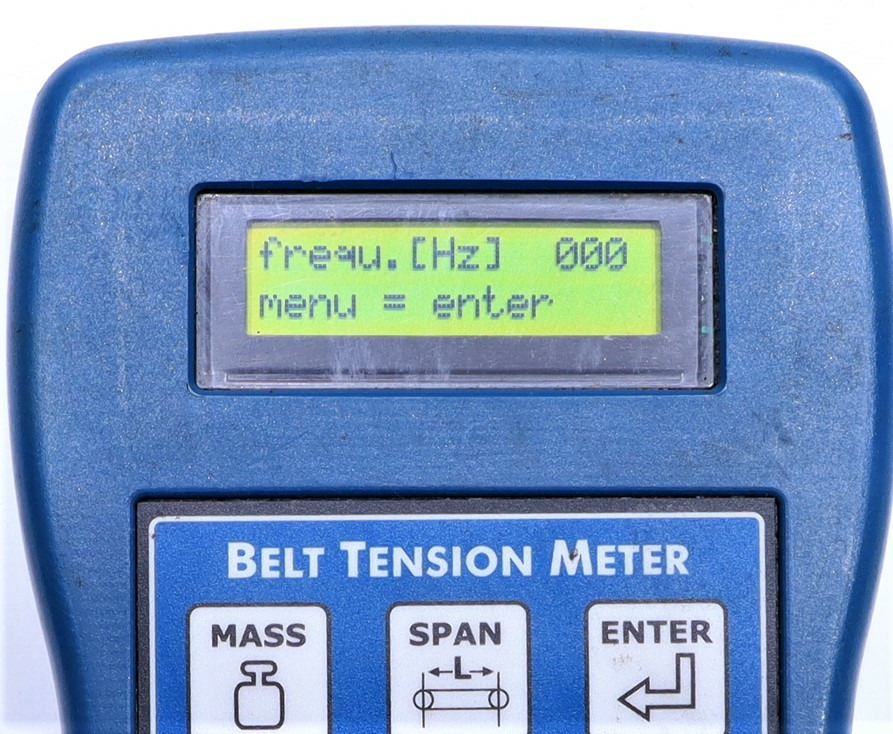 frequ.[Hz] 000
menu = enter
BELT TENSION METER
MASS SPAN ENTER
L